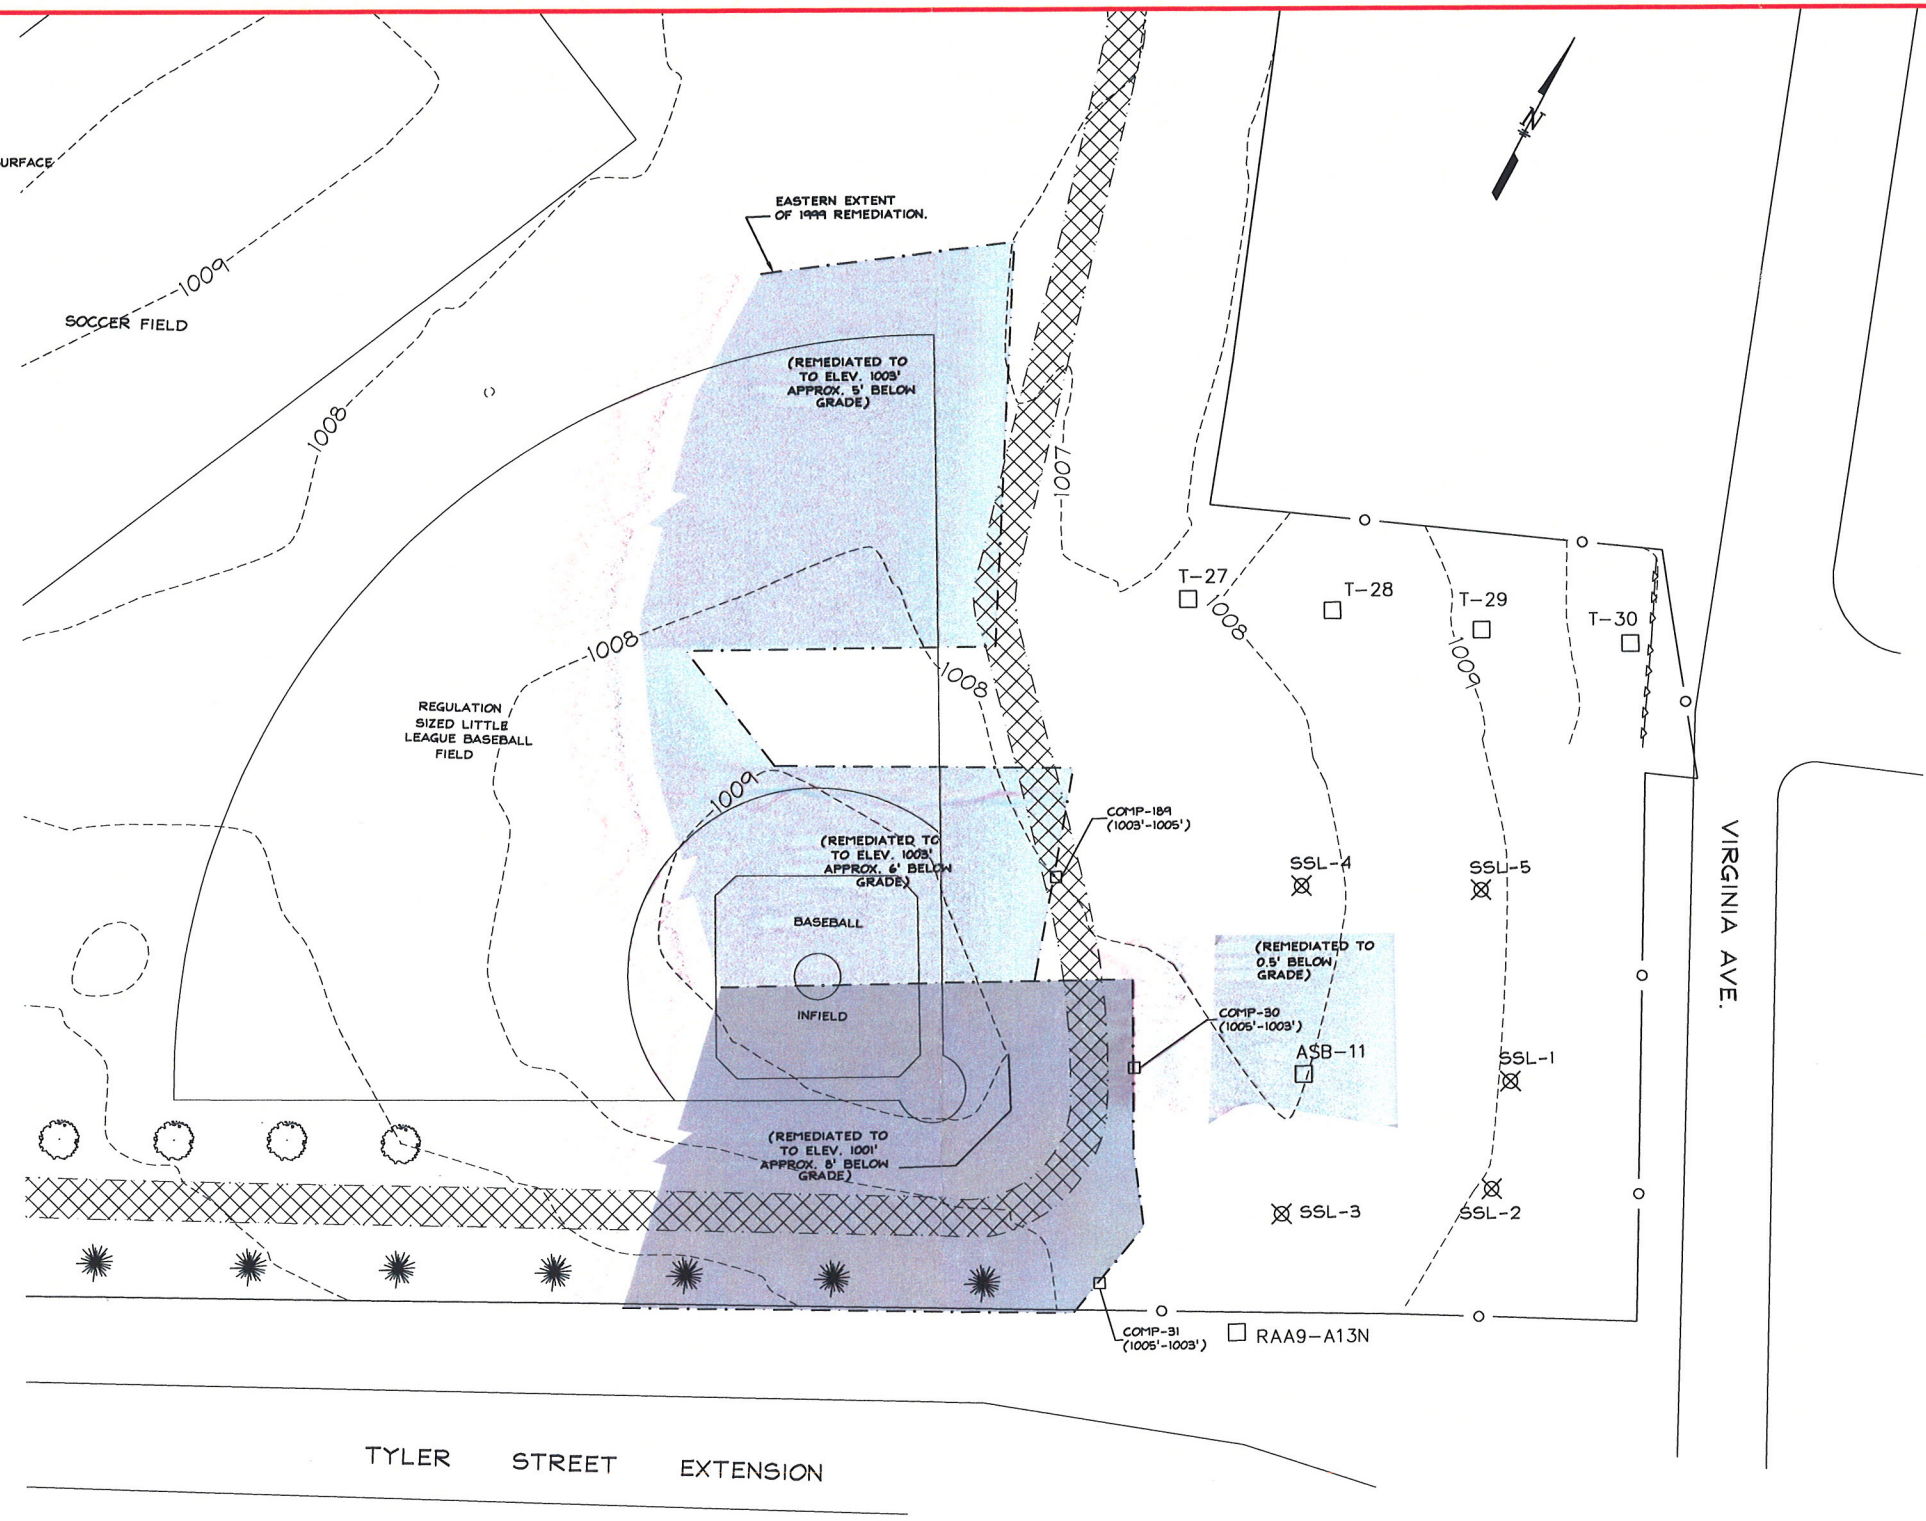 N
EASTERN EXTENT
OF 1999 REMEDIATION.
URFACE
1009
SOCCER FIELD
(REMEDIATED TO
TO ELEV. 1003'
APPROX. 5' BELOW
GRADE)
1008
1007
T-27
T-28
T-29
T-30
1008
1009
1008
1008
REGULATION
SIZED LITTLE
LEAGUE BASEBALL
FIELD
1009
COMP-189
(1003'-1005')
(REMEDIATED TO
TO ELEV. 1003'
APPROX. 6' BELOW
GRADE)
SSL-4
SSL-5
VIRGINIA AVE.
BASEBALL
INFIELD
(REMEDIATED TO
0.5' BELOW
GRADE)
COMP-30
(1005'-1003')
ASB-11
SSL-1
(REMEDIATED TO
TO ELEV. 1001'
APPROX. 8' BELOW
GRADE)
SSL-3
SSL-2
COMP-31
(1005'-1003')
RAA9-A13N
TYLER STREET EXTENSION